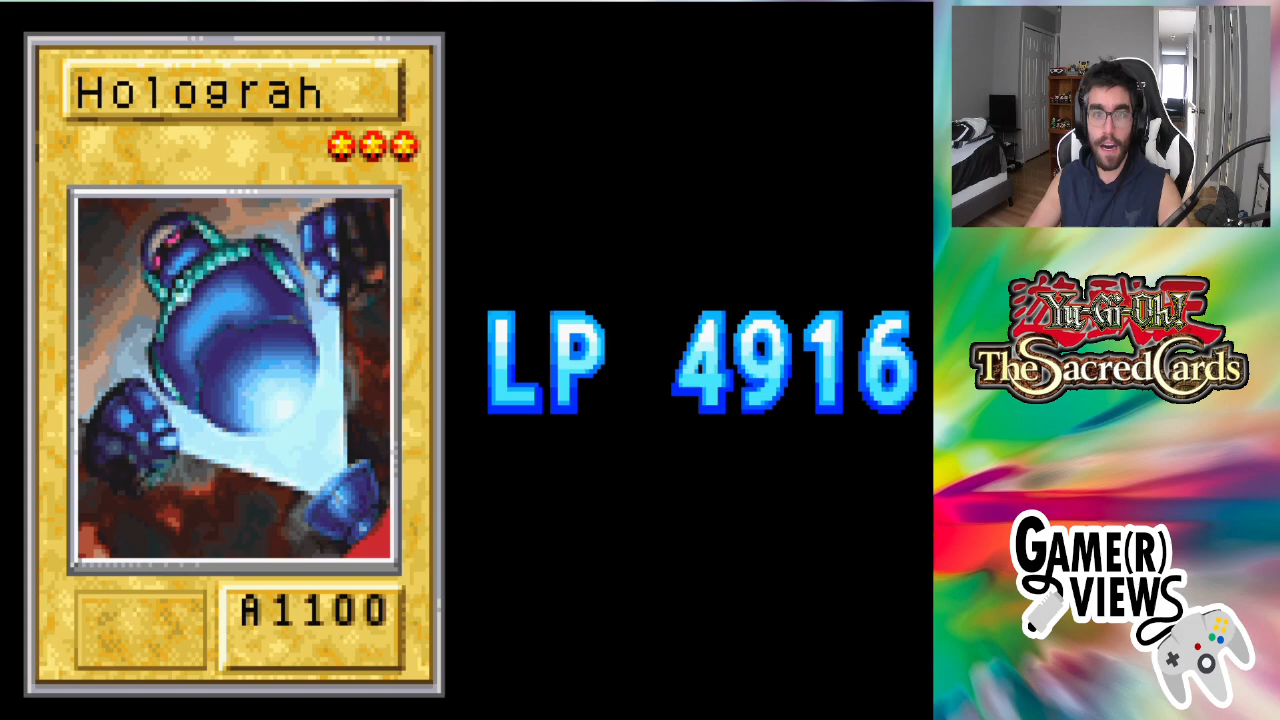 Holograh
A1100
LP 4916
遊戯王
Yu-Gi-Oh!
The Sacred Cards
GAME(R)
VIEWS